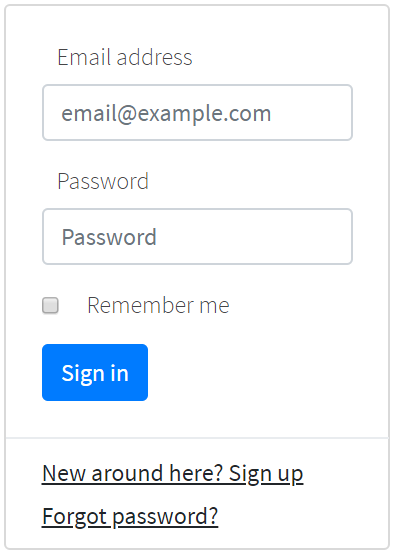 Email address
email@example.com
Password
Password
Remember me
Sign in
New around here? Sign up
Forgot password?